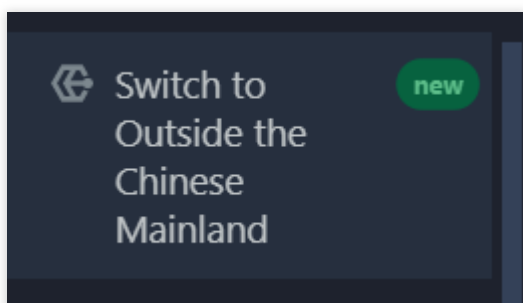 Switch to
Outside the
Chinese
Mainland
new